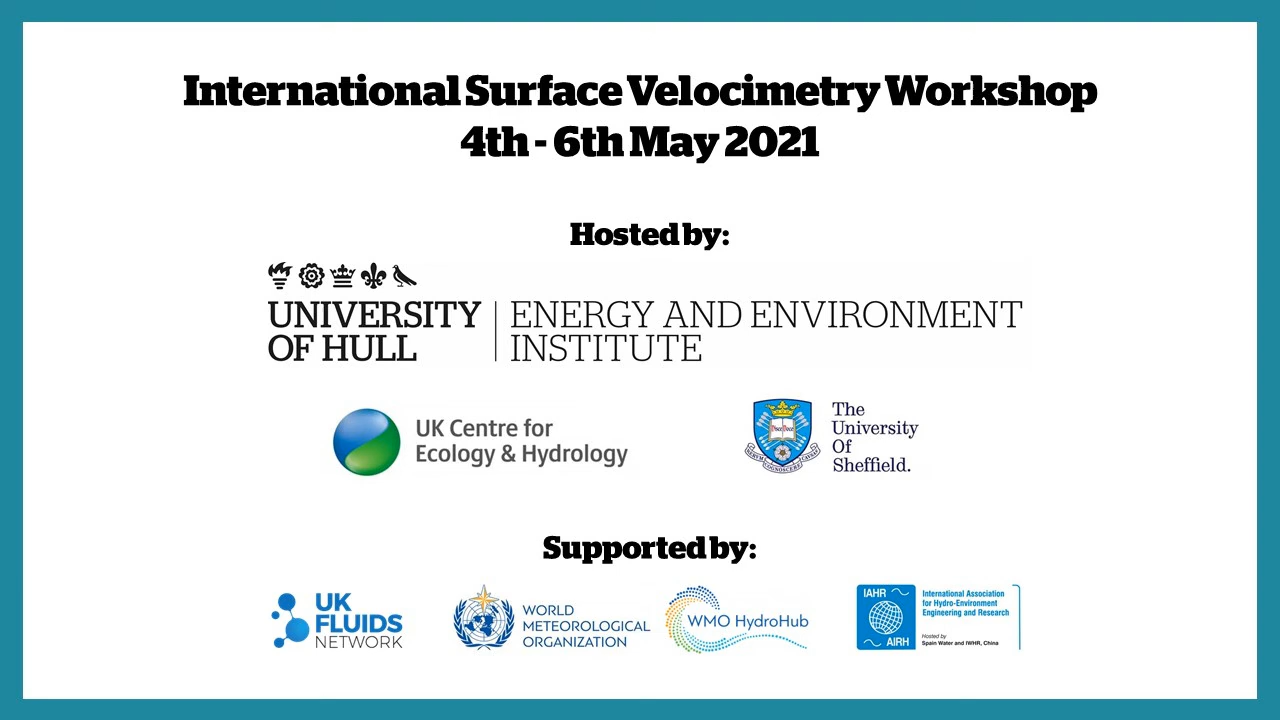 International Surface Velocimetry Workshop
4th - 6th May 2021
Hosted by:
UNIVERSITY
OF HULL
ENERGY AND ENVIRONMENT
INSTITUTE
UK Centre for
Ecology & Hydrology
The
University
Of
Sheffield.
Supported by:
UK
FLUIDS
NETWORK
WORLD
METEOROLOGICAL
ORGANIZATION
WMO HydroHub
IAHR
AIRH
International Association
for Hydro-Environment
Engineering and Research
Hosted by
Spain Water and IWHR, China